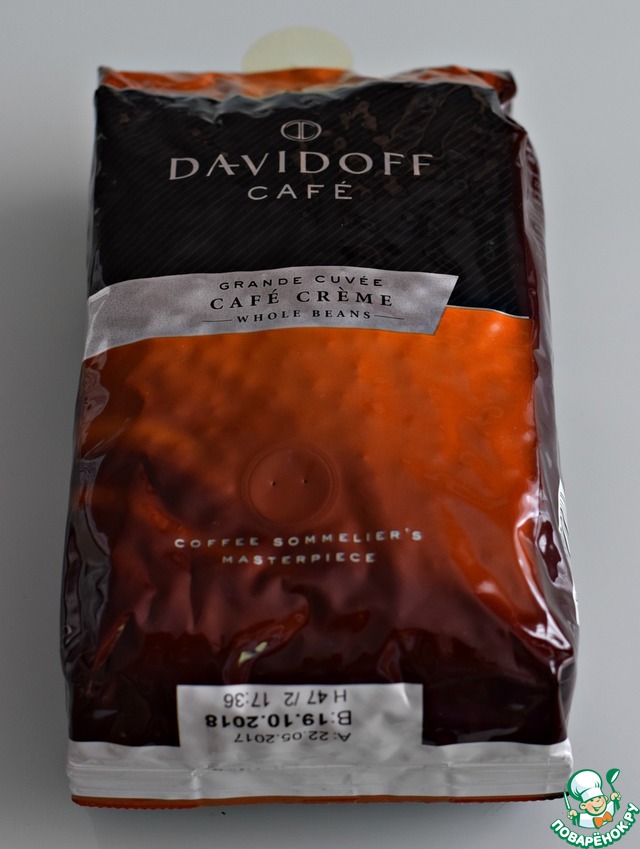 DAVIDOFF
CAFÉ
GRANDE CUVÉE
CAFÉ CRÈME
WHOLE BEANS
COFFEE SOMMELIER'S
MASTERPIECE
A:22.05.2017
B:19.10.2018
H 47 /2 17:36
ПОВАРЁНОК.РУ